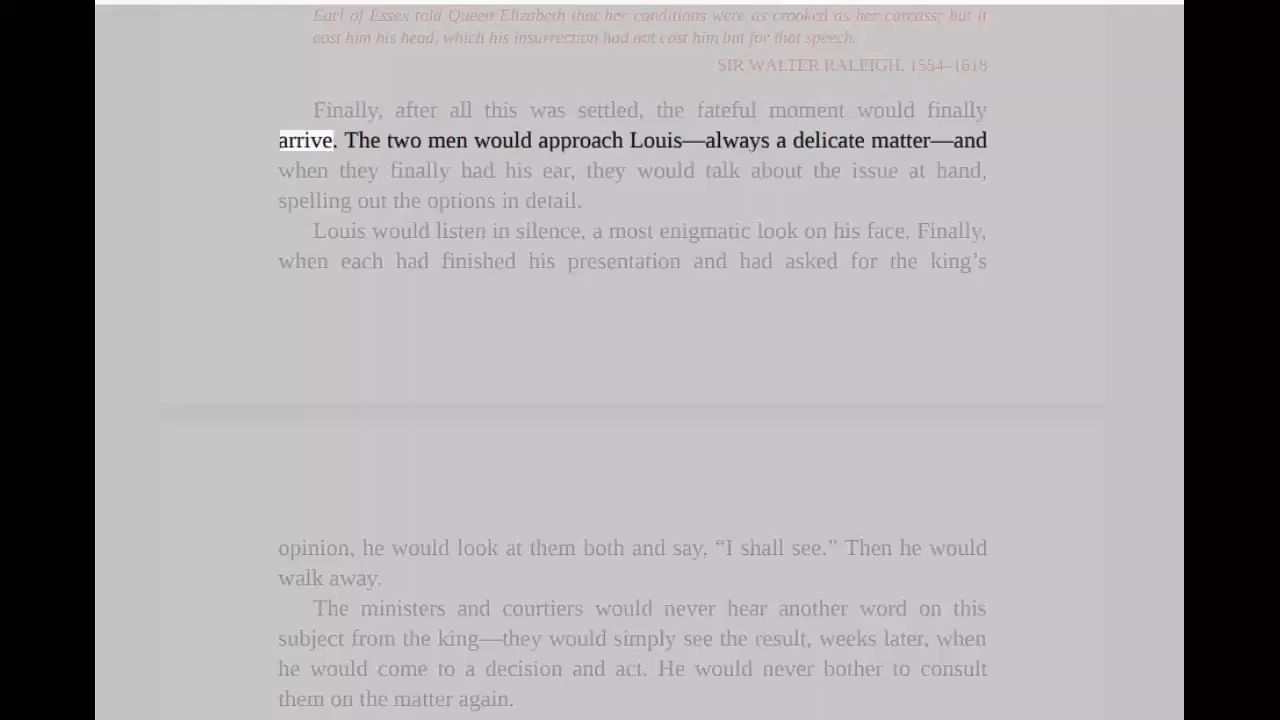 Earl of Essex told Queen Elizabeth that her conditions were as crooked as her carcass; but it
cost him his head, which his insurrection had not cost him but for that speech.
SIR WALTER RALEIGH, 1554–1618
Finally, after all this was settled, the fateful moment would finally
arrive. The two men would approach Louis—always a delicate matter—and
when they finally had his ear, they would talk about the issue at hand,
spelling out the options in detail.
Louis would listen in silence, a most enigmatic look on his face. Finally,
when each had finished his presentation and had asked for the king’s
opinion, he would look at them both and say, “I shall see.” Then he would
walk away.
The ministers and courtiers would never hear another word on this
subject from the king—they would simply see the result, weeks later, when
he would come to a decision and act. He would never bother to consult
them on the matter again.